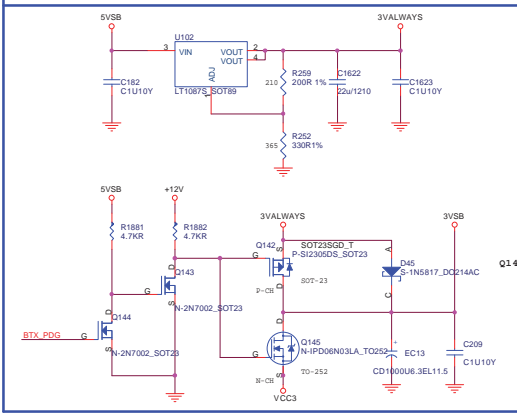 5VSB
3VALWAYS
U102
3
VIN
VOUT
2
VOUT
4
ADJ
1
LT1087S_SOT89
C182
C1U10Y
210
R259
200R 1%
C1622
22u/1210
C1623
C1U10Y
365
R252
330R1%
5VSB
+12V
3VALWAYS
3VSB
R1881
4.7KR
R1882
4.7KR
Q142
SOT23SGD_T
P-SI2305DS_SOT23
G
S
D
P-CH
SOT-23
D45
S-1N5817_DO214AC
A
C
Q14
Q143
D
G
S
N-2N7002_SOT23
Q144
D
G
S
N-2N7002_SOT23
BTX_PDG
Q145
N-IPD06N03LA_TO252
D
G
S
N-CH
TO-252
VCC3
+
EC13
CD1000U6.3EL11.5
C209
C1U10Y